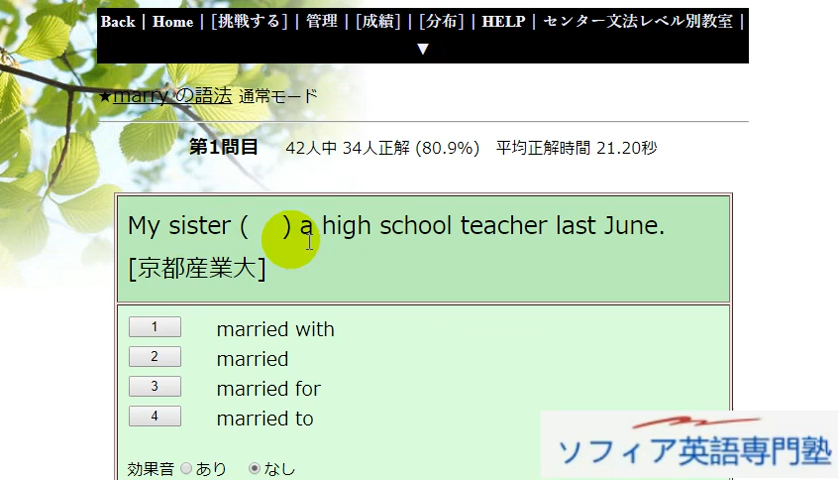 Back | Home | [挑戦する] | 管理 | [成績] | [分布] | HELP | センター文法レベル別教室 |
▼
★marry の語法 通常モード
第1問目 42人中 34人正解 (80.9%) 平均正解時間 21.20秒
My sister ( ) a high school teacher last June.
[京都産業大]
1 married with
2 married
3 married for
4 married to
効果音 あり なし
ソフィア英語専門塾